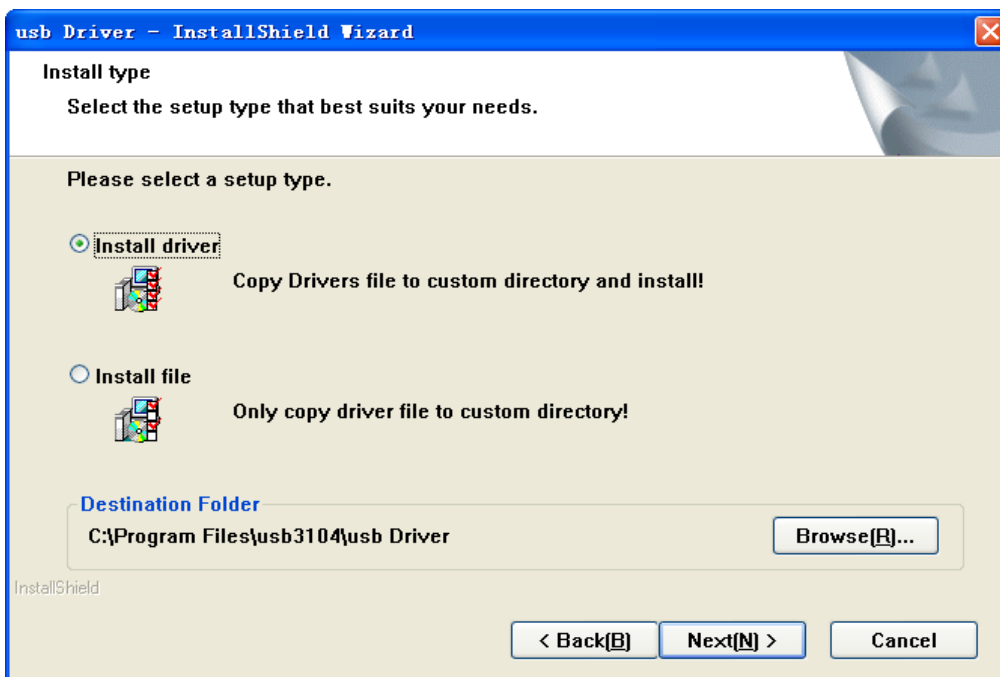 usb Driver - InstallShield Wizard
Install type
Select the setup type that best suits your needs.
Please select a setup type.
Install driver
Copy Drivers file to custom directory and install!
Install file
Only copy driver file to custom directory!
Destination Folder
C:\Program Files\usb3104\usb Driver
Browse(R)...
InstallShield
< Back(B)
Next(N) >
Cancel